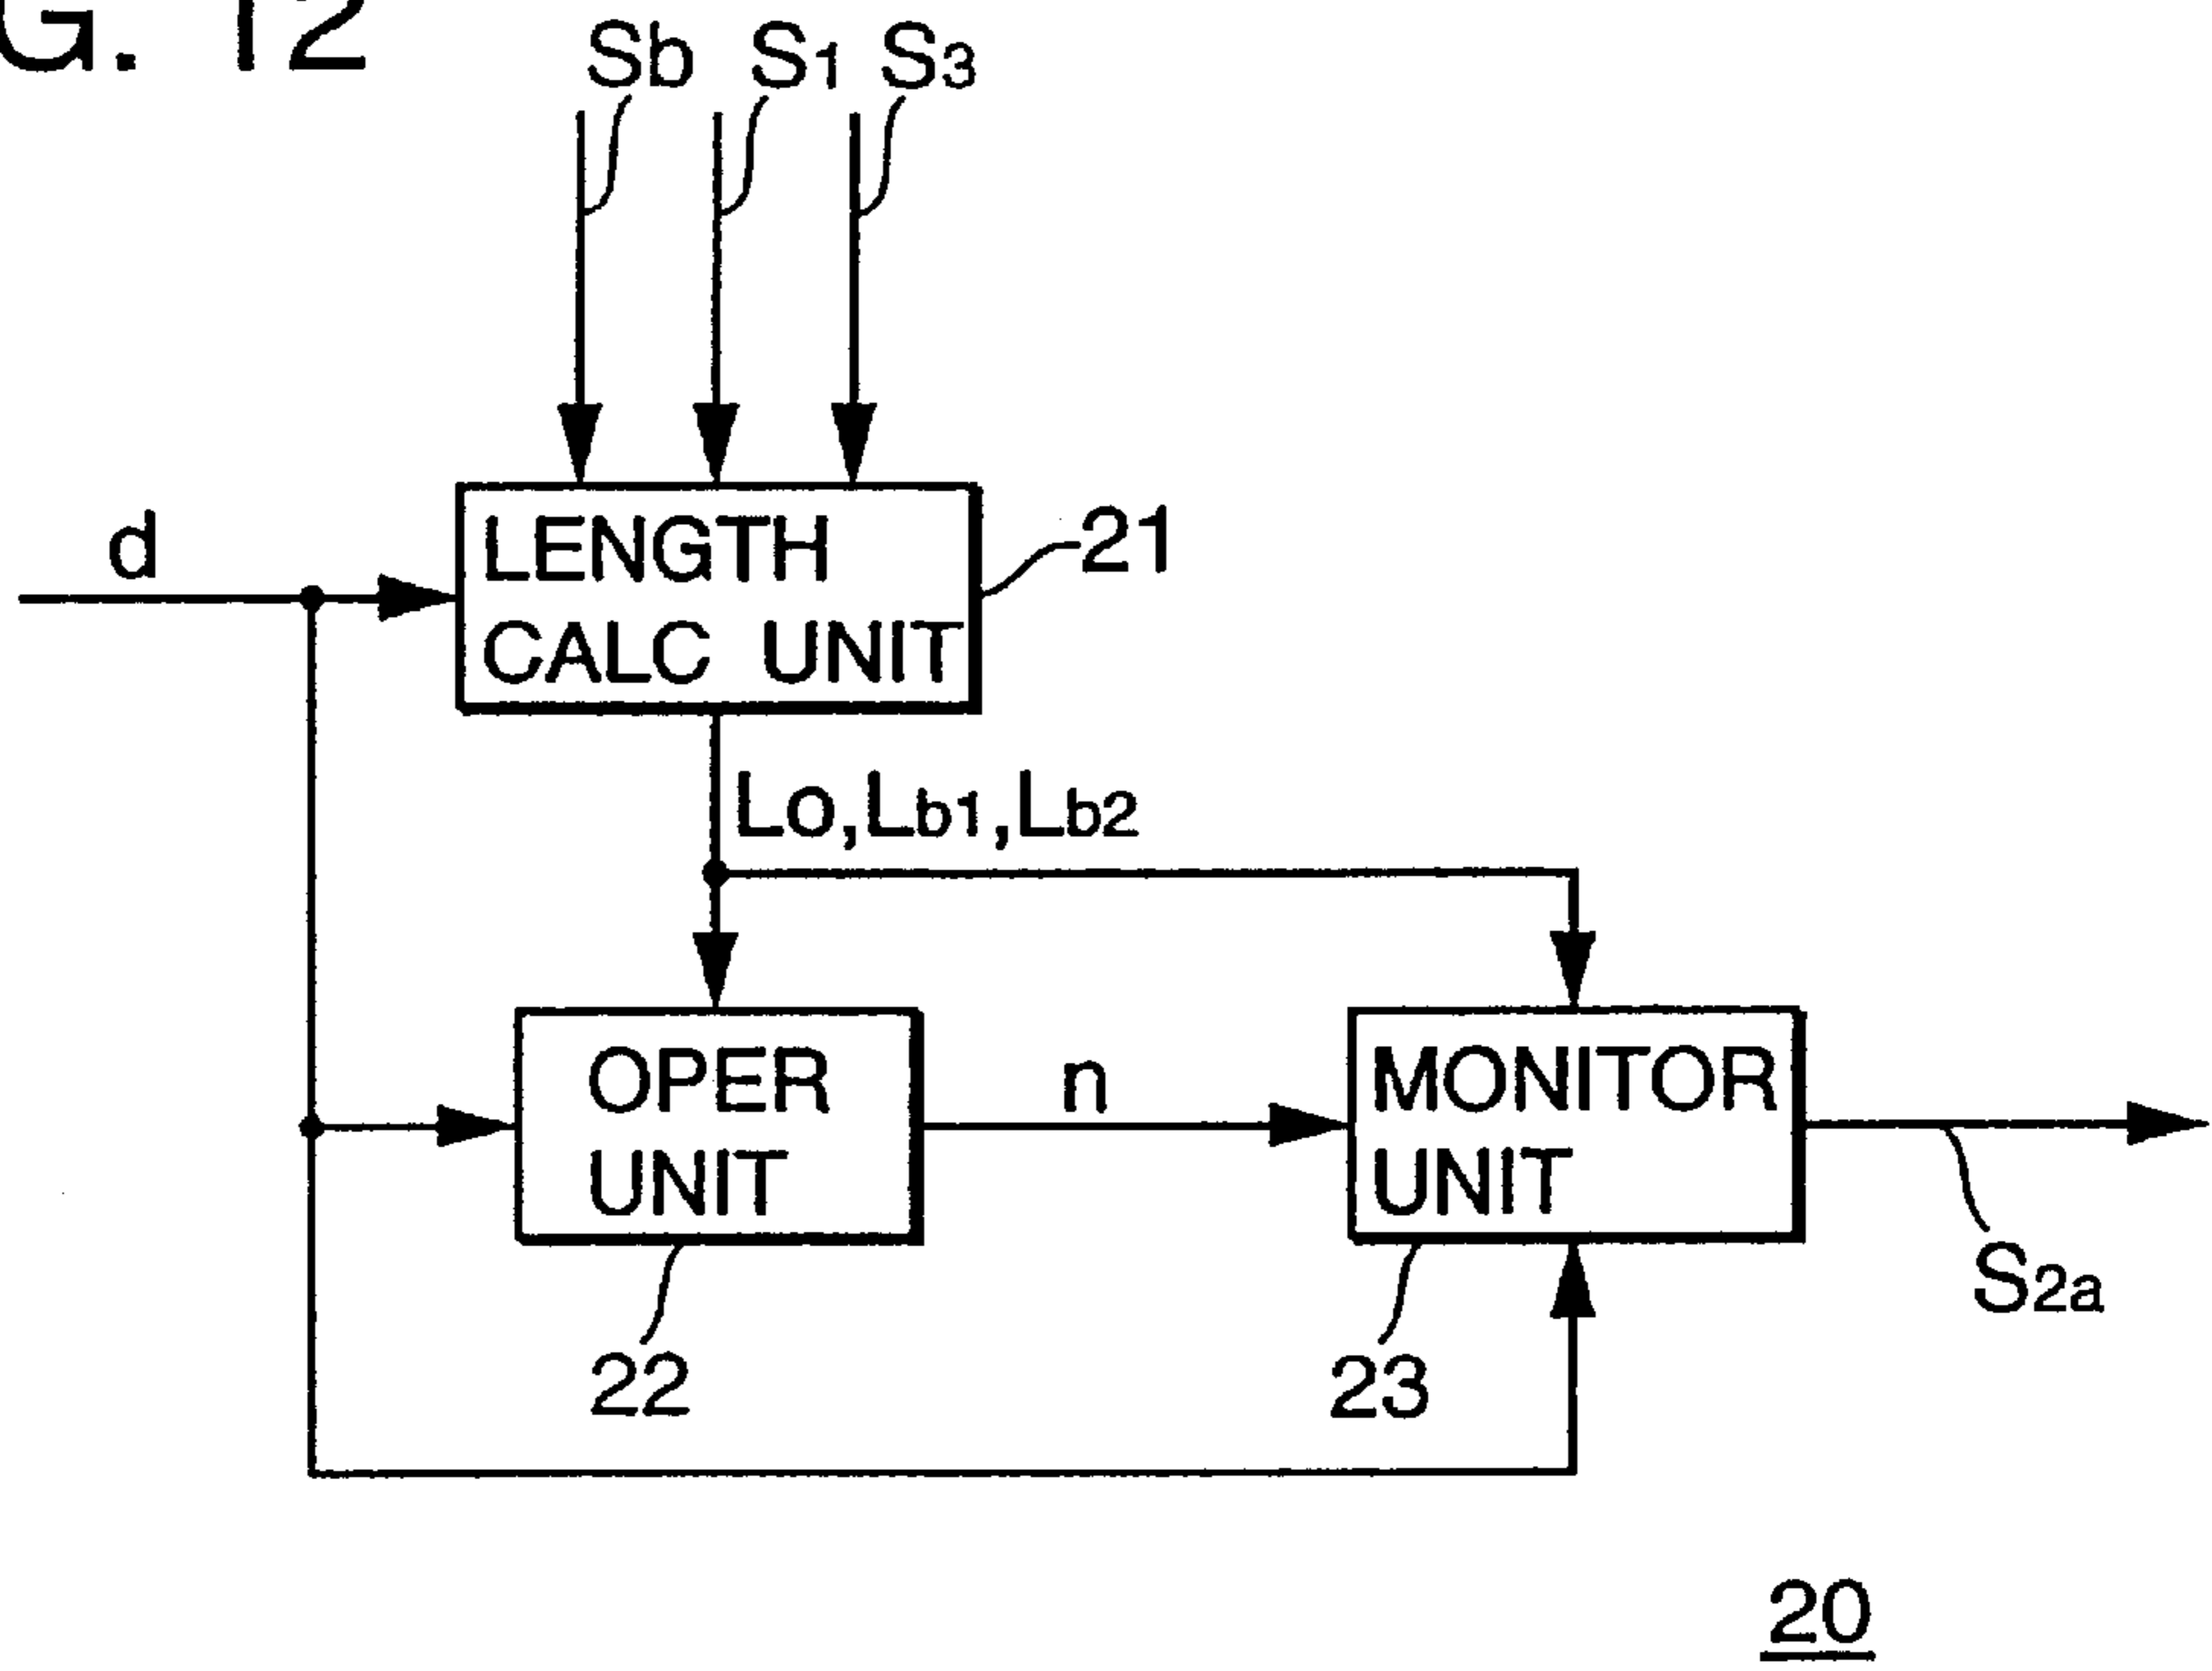 G. 12
Sb S1 S3
d
LENGTH
CALC UNIT
21
Lo,Lb1,Lb2
OPER
UNIT
n
MONITOR
UNIT
S2a
22
23
20